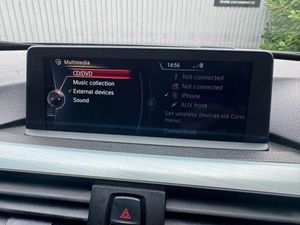 Multimedia
14:56
CD/DVD
Music collection
✓ External devices
Sound
Not connected
Not connected
✓ iPhone
AUX front
Set wireless devices via Conn
menu:
Connections